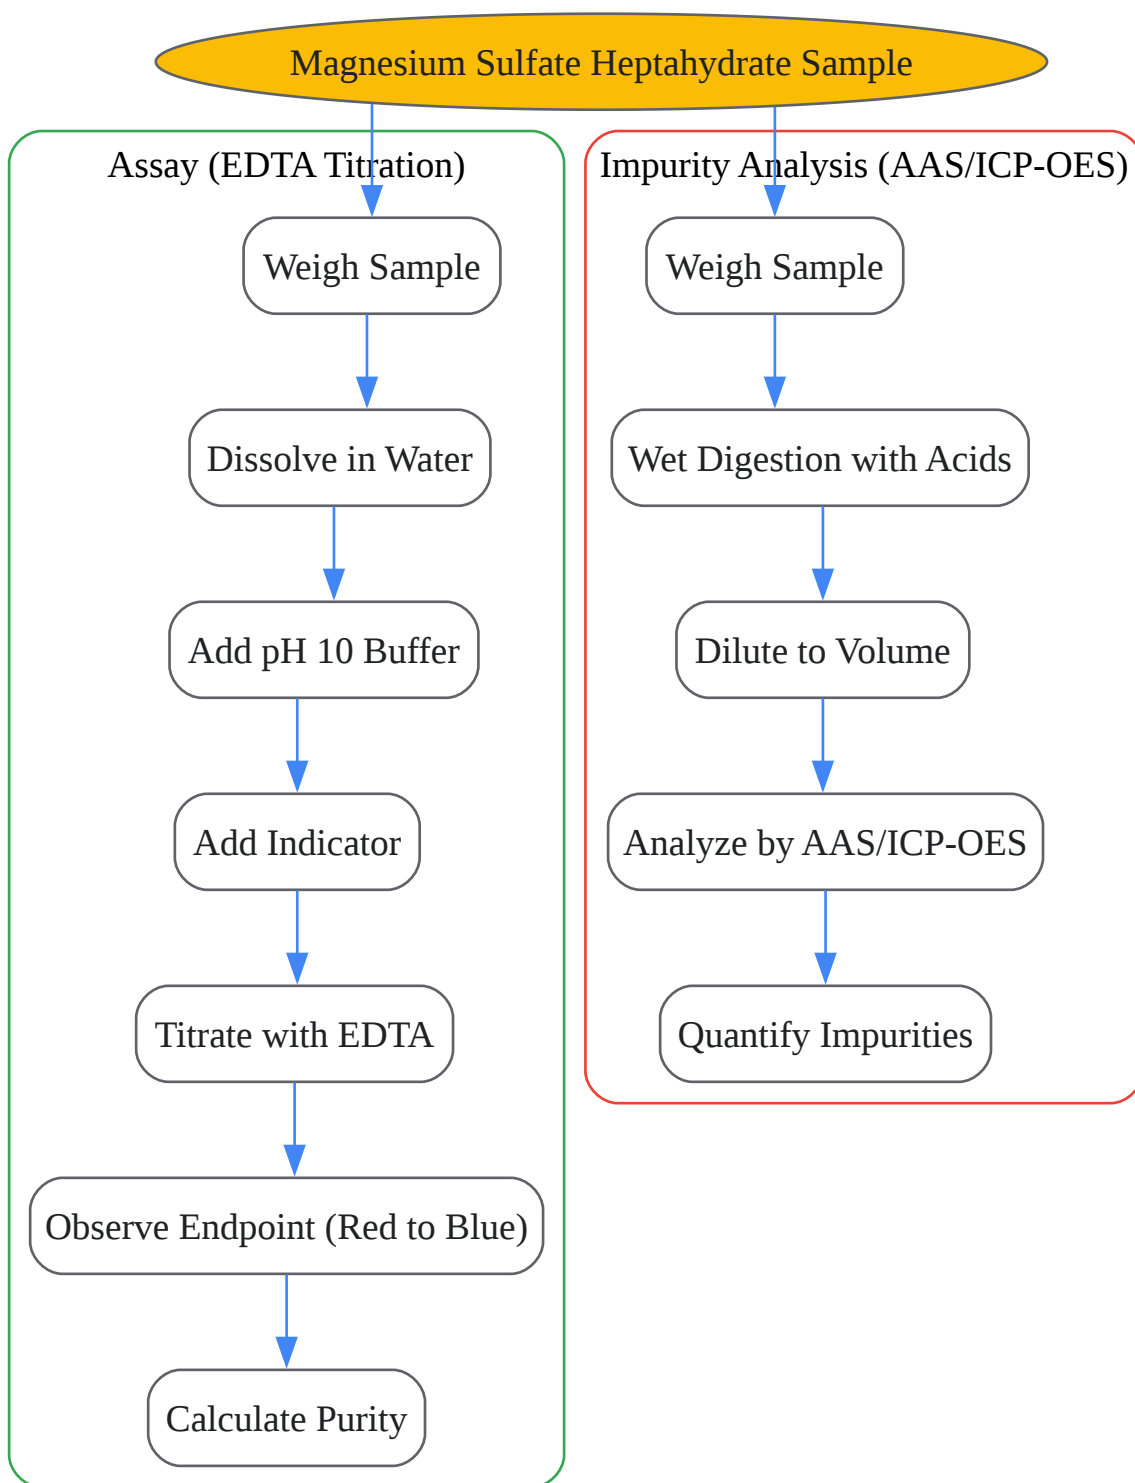 Magnesium Sulfate Heptahydrate Sample
Assay (EDTA Titration)
Weigh Sample
Dissolve in Water
Add pH 10 Buffer
Add Indicator
Titrate with EDTA
Observe Endpoint (Red to Blue)
Calculate Purity
Impurity Analysis (AAS/ICP-OES)
Weigh Sample
Wet Digestion with Acids
Dilute to Volume
Analyze by AAS/ICP-OES
Quantify Impurities